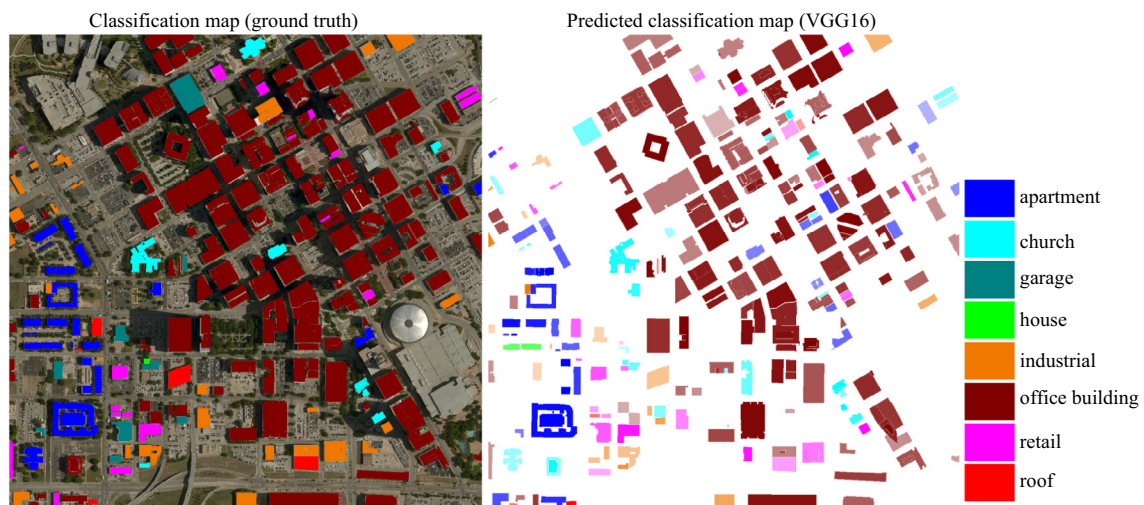 Classification map (ground truth)
Predicted classification map (VGG16)
apartment
church
garage
house
industrial
office building
retail
roof